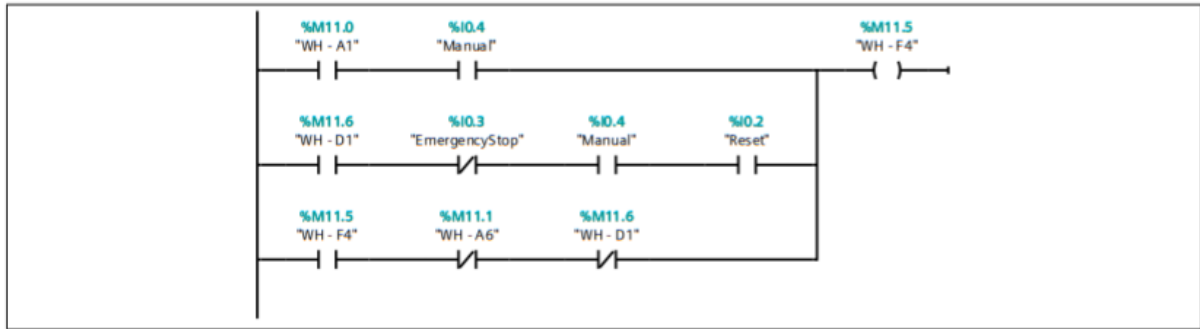 %M11.0 %I0.4 %M11.5
"WH - A1" "Manual" "WH - F4"
%M11.6 %I0.3 %I0.4 %I0.2
"WH - D1" "EmergencyStop" "Manual" "Reset"
%M11.5 %M11.1 %M11.6
"WH - F4" "WH - A6" "WH - D1"